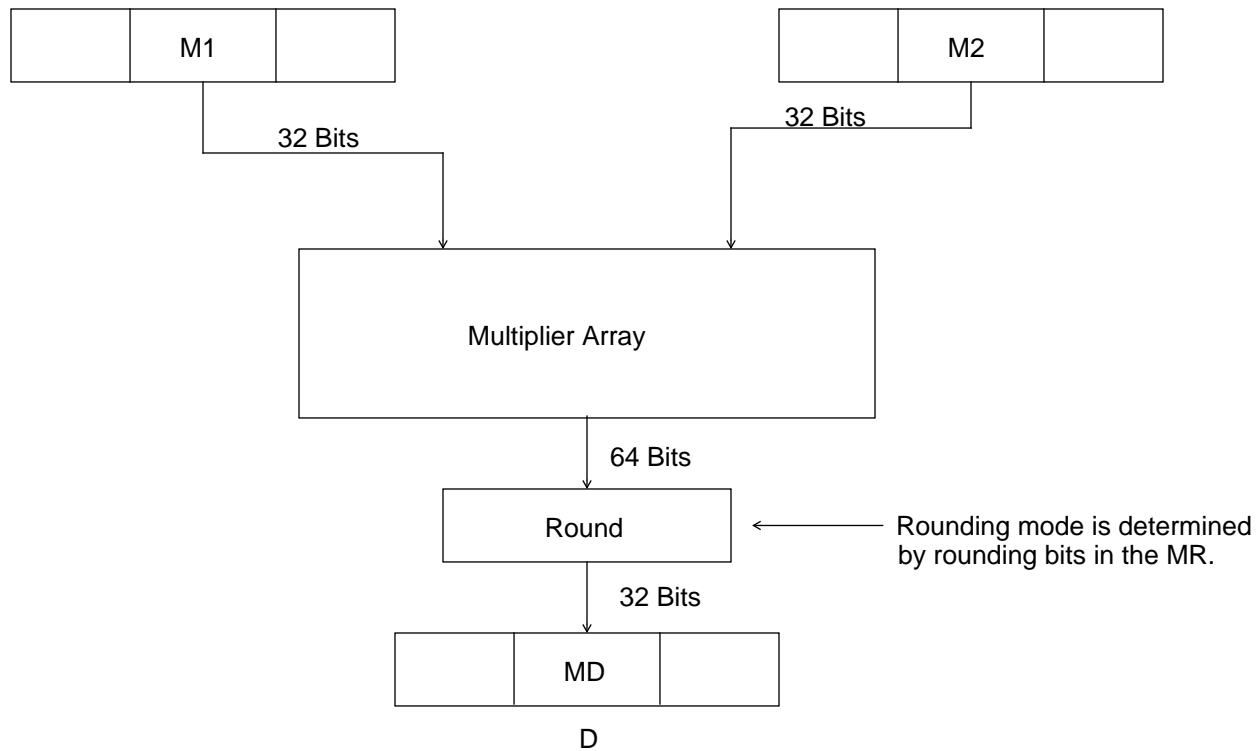 M1
M2
32 Bits
32 Bits
Multiplier Array
64 Bits
Round
Rounding mode is determined
by rounding bits in the MR.
32 Bits
MD
D